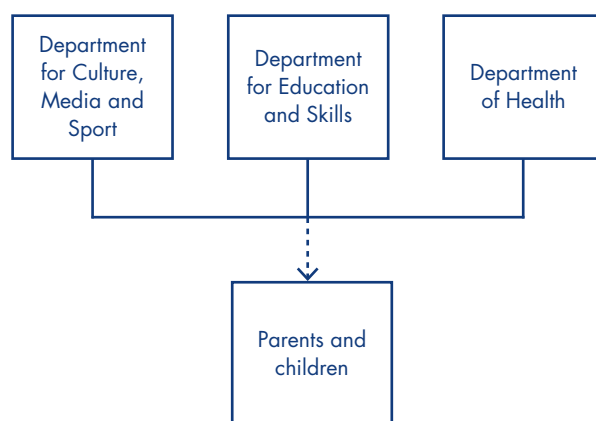 Department
for Culture,
Media and
Sport
Department
for Education
and Skills
Department
of Health
Parents and
children